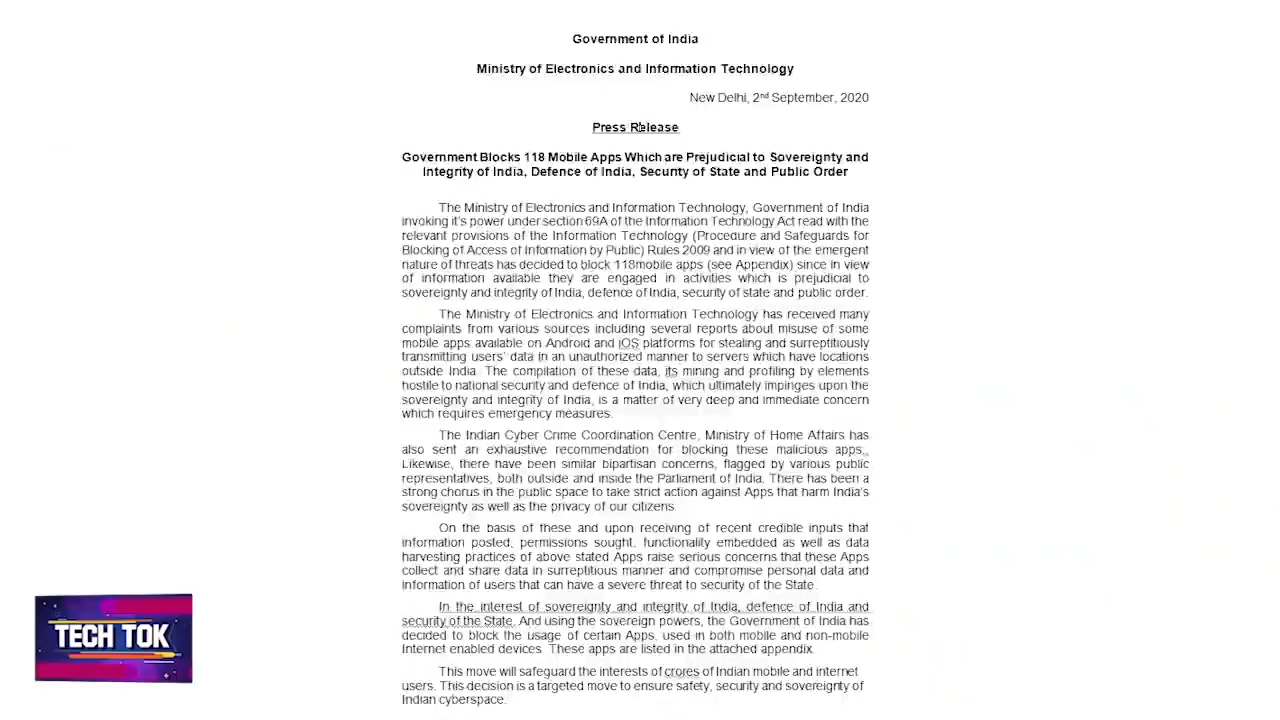 Government of India
Ministry of Electronics and Information Technology
New Delhi, 2nd September, 2020
Press Release
Government Blocks 118 Mobile Apps Which are Prejudicial to Sovereignty and
Integrity of India, Defence of India, Security of State and Public Order
The Ministry of Electronics and Information Technology, Government of India
invoking it's power under section 69A of the Information Technology Act read with the
relevant provisions of the Information Technology (Procedure and Safeguards for
Blocking of Access of Information by Public) Rules 2009 and in view of the emergent
nature of threats has decided to block 118mobile apps (see Appendix) since in view
of information available they are engaged in activities which is prejudicial to
sovereignty and integrity of India, defence of India, security of state and public order.
The Ministry of Electronics and Information Technology has received many
complaints from various sources including several reports about misuse of some
mobile apps available on Android and iOS platforms for stealing and surreptitiously
transmitting users' data in an unauthorized manner to servers which have locations
outside India. The compilation of these data, its mining and profiling by elements
hostile to national security and defence of India, which ultimately impinges upon the
sovereignty and integrity of India, is a matter of very deep and immediate concern
which requires emergency measures.
The Indian Cyber Crime Coordination Centre, Ministry of Home Affairs has
also sent an exhaustive recommendation for blocking these malicious apps..
Likewise, there have been similar bipartisan concerns, flagged by various public
representatives, both outside and inside the Parliament of India. There has been a
strong chorus in the public space to take strict action against Apps that harm India's
sovereignty as well as the privacy of our citizens.
On the basis of these and upon receiving of recent credible inputs that
information posted, permissions sought, functionality embedded as well as data
harvesting practices of above stated Apps raise serious concerns that these Apps
collect and share data in surreptitious manner and compromise personal data and
information of users that can have a severe threat to security of the State.
In the interest of sovereignty and integrity of India, defence of India and
security of the State. And using the sovereign powers, the Government of India has
decided to block the usage of certain Apps, used in both mobile and non-mobile
Internet enabled devices. These apps are listed in the attached appendix.
This move will safeguard the interests of crores of Indian mobile and internet
users. This decision is a targeted move to ensure safety, security and sovereignty of
Indian cyberspace.
TECH TOK